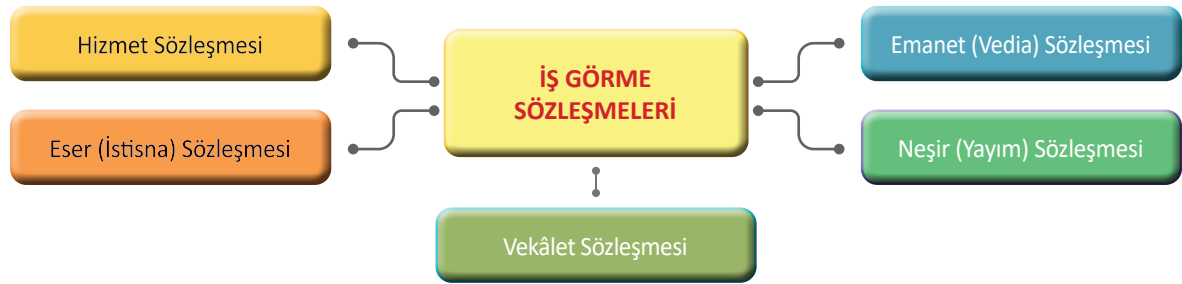 Hizmet Sözleşmesi
Eser (İstisna) Sözleşmesi
İŞ GÖRME
SÖZLEŞMELERİ
Emanet (Vedia) Sözleşmesi
Neşir (Yayım) Sözleşmesi
Vekâlet Sözleşmesi